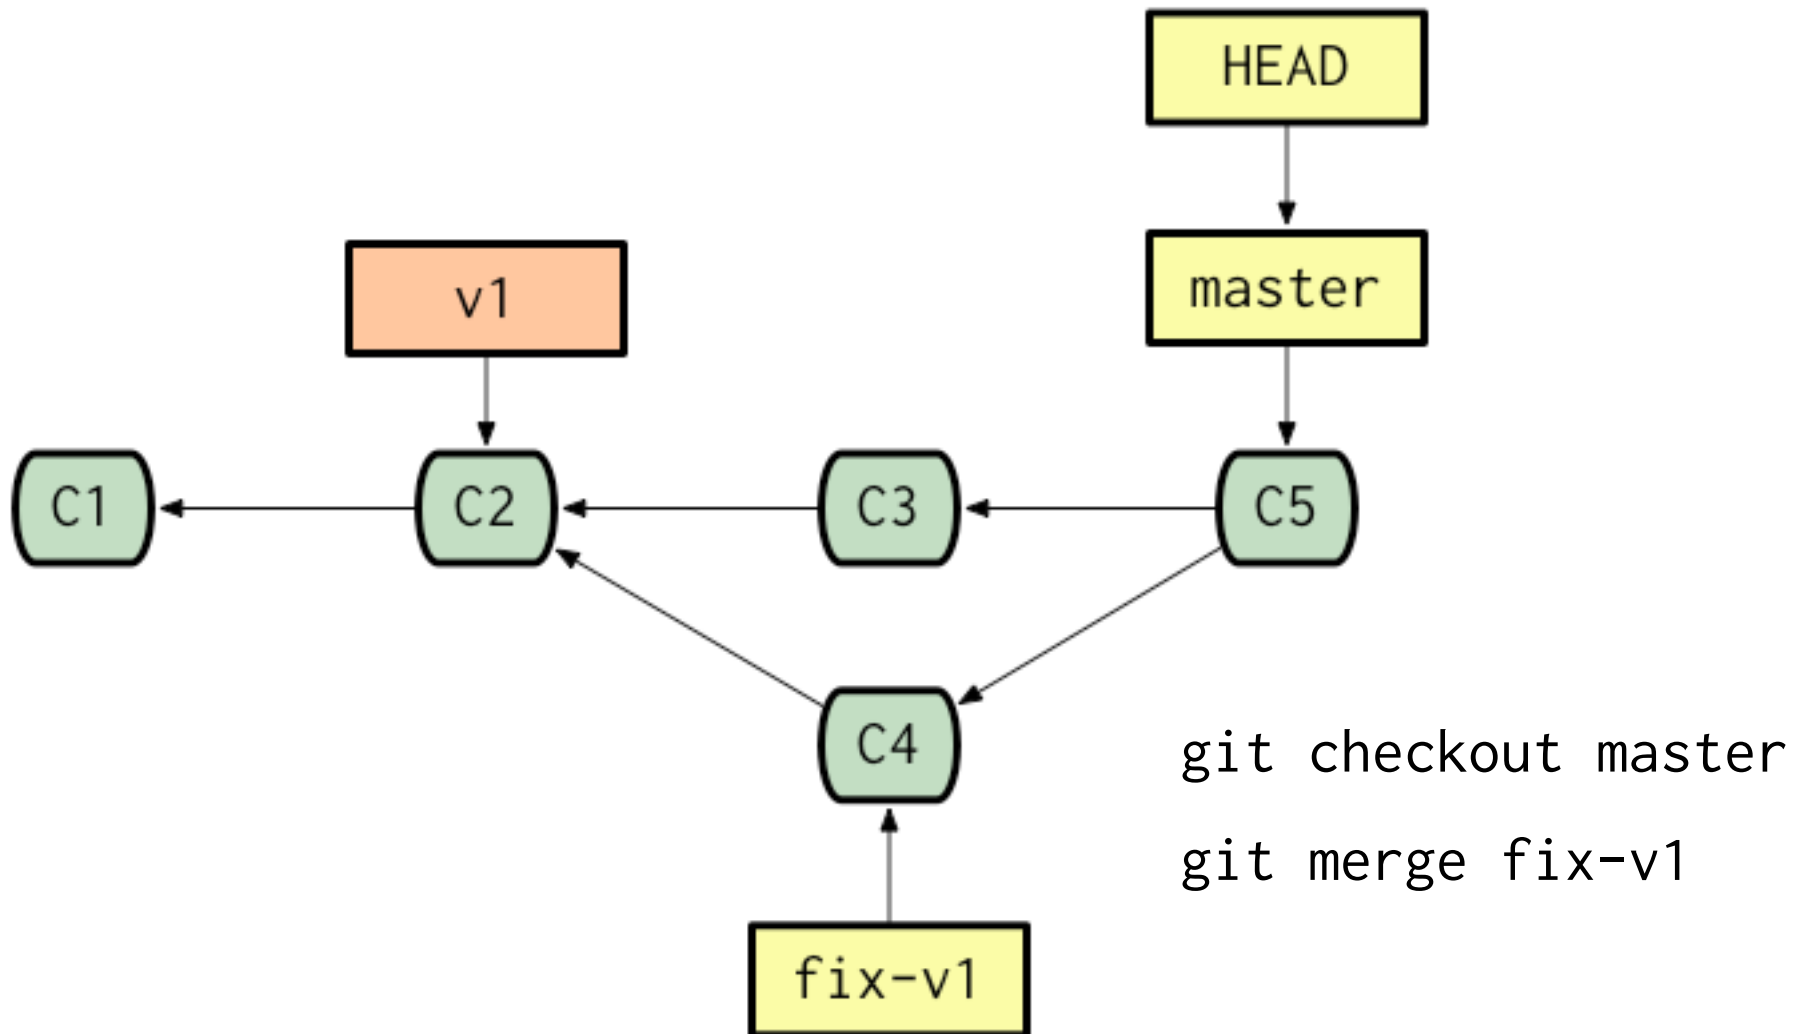 HEAD
v1
master
C1
C2
C3
C5
C4
git checkout master
git merge fix-v1
fix-v1